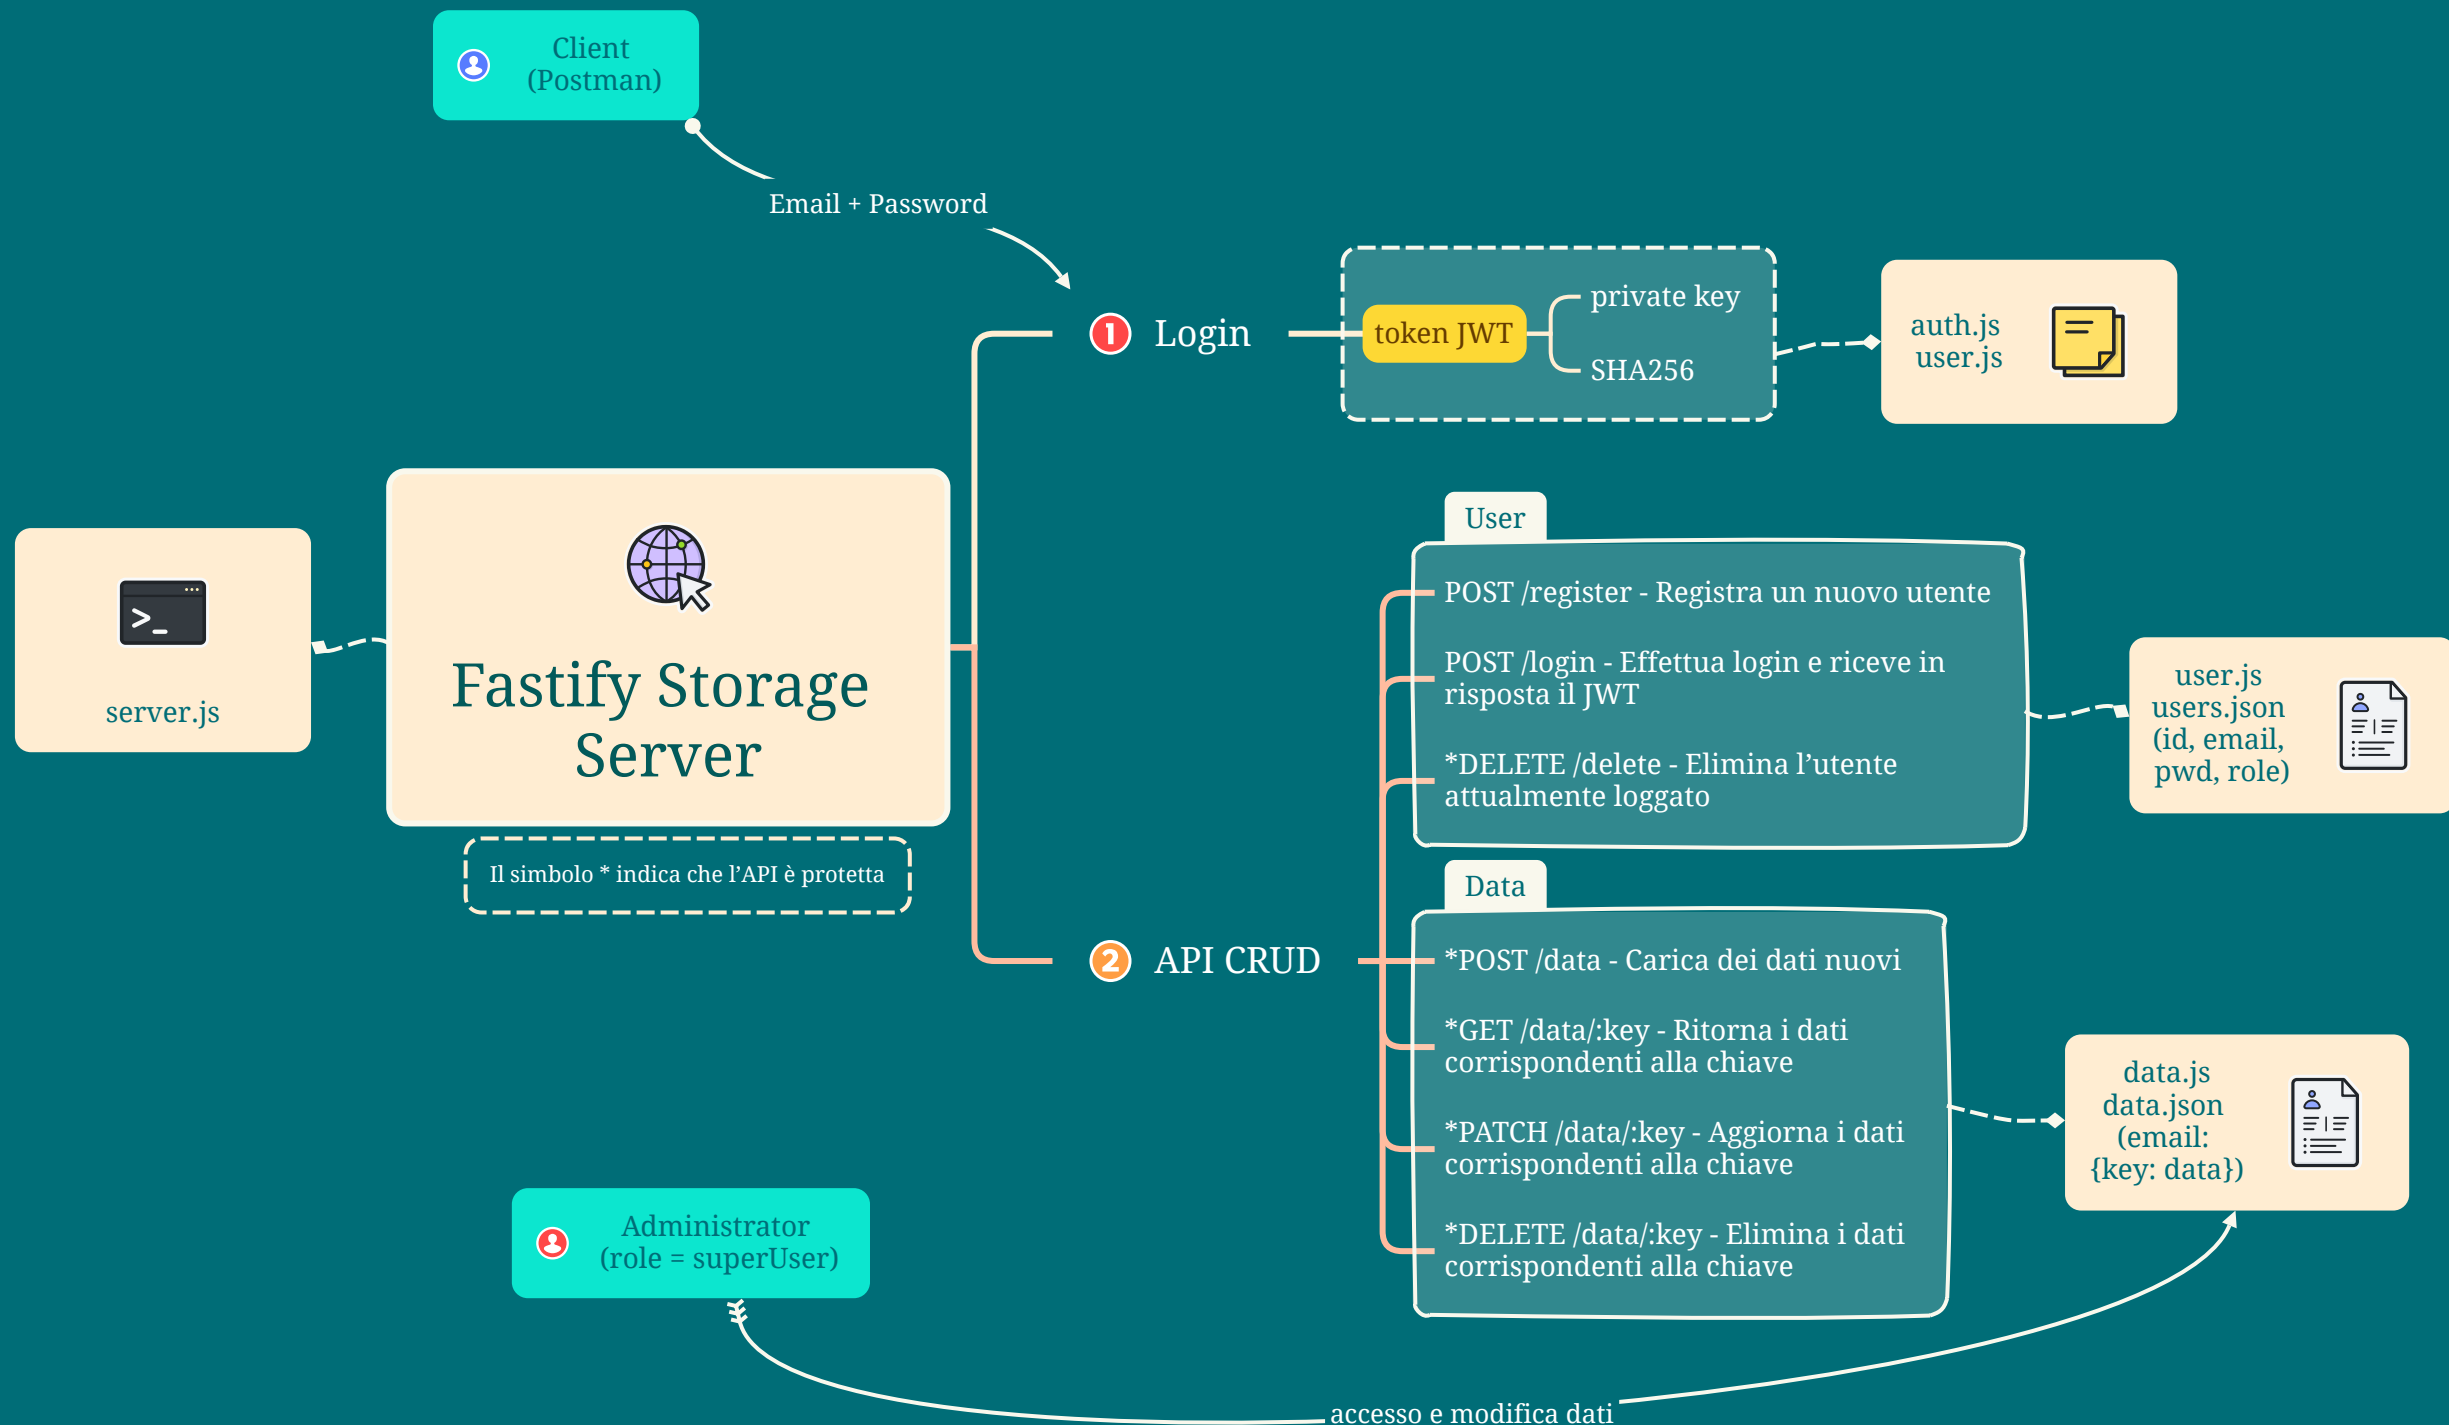 Client
(Postman)
Email + Password
1 Login
token JWT
private key
SHA256
auth.js
user.js
>_
server.js
Fastify Storage
Server
Il simbolo * indica che l’API è protetta
User
POST /register - Registra un nuovo utente
POST /login - Effettua login e riceve in
risposta il JWT
*DELETE /delete - Elimina l’utente
attualmente loggato
user.js
users.json
(id, email,
pwd, role)
2 API CRUD
Data
*POST /data - Carica dei dati nuovi
*GET /data/:key - Ritorna i dati
corrispondenti alla chiave
*PATCH /data/:key - Aggiorna i dati
corrispondenti alla chiave
*DELETE /data/:key - Elimina i dati
corrispondenti alla chiave
data.js
data.json
(email:
{key: data})
Administrator
(role = superUser)
accesso e modifica dati